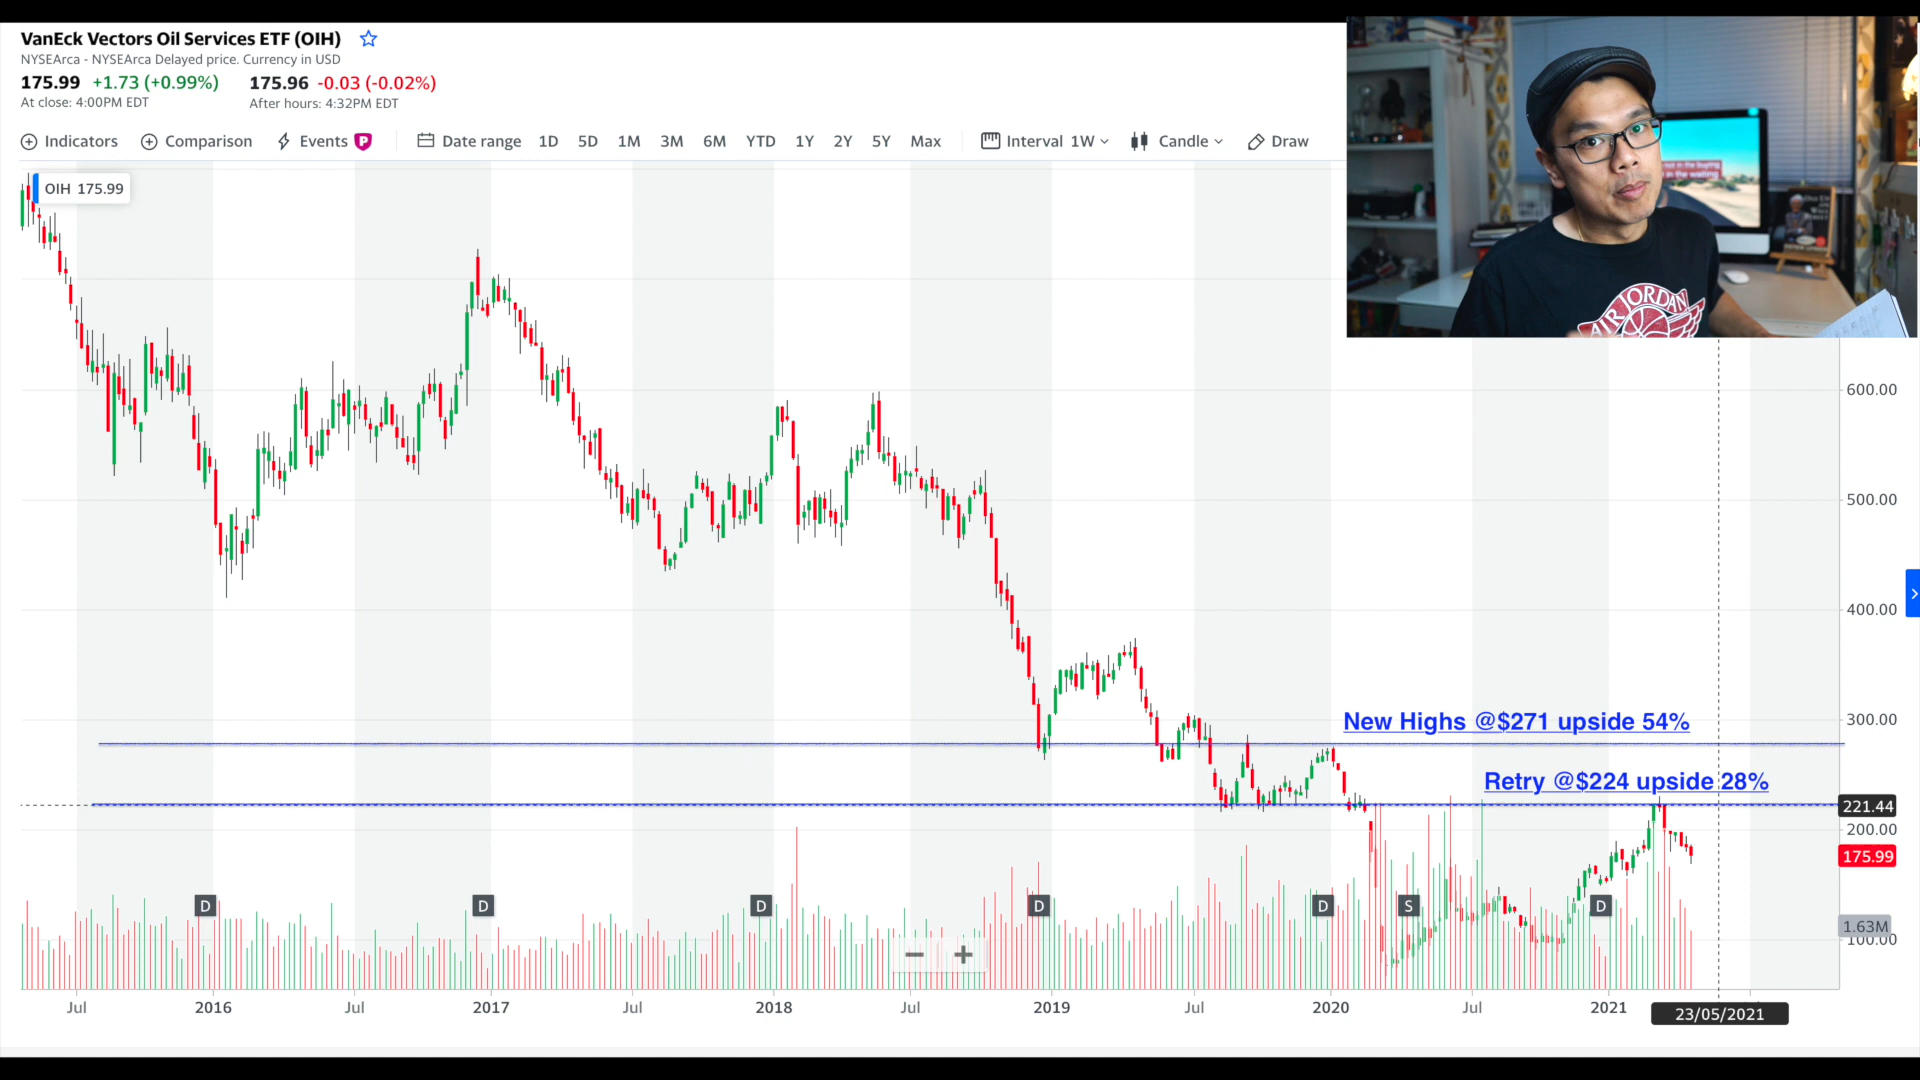 VanEck Vectors Oil Services ETF (OIH)
NYSEArca - NYSEArca Delayed price. Currency in USD
175.99 +1.73 (+0.99%) 175.96 -0.03 (-0.02%)
At close: 4:00PM EDT After hours: 4:32PM EDT
Indicators Comparison Events P Date range 1D 5D 1M 3M 6M YTD 1Y 2Y 5Y Max Interval 1W Candle Draw
OIH 175.99
AIR JORDAN
600.00
500.00
400.00
300.00
New Highs @$271 upside 54%
Retry @$224 upside 28%
221.44
200.00
175.99
D D D D D S D
1.63M
100.00
Jul 2016 Jul 2017 Jul 2018 Jul 2019 Jul 2020 Jul 2021 23/05/2021